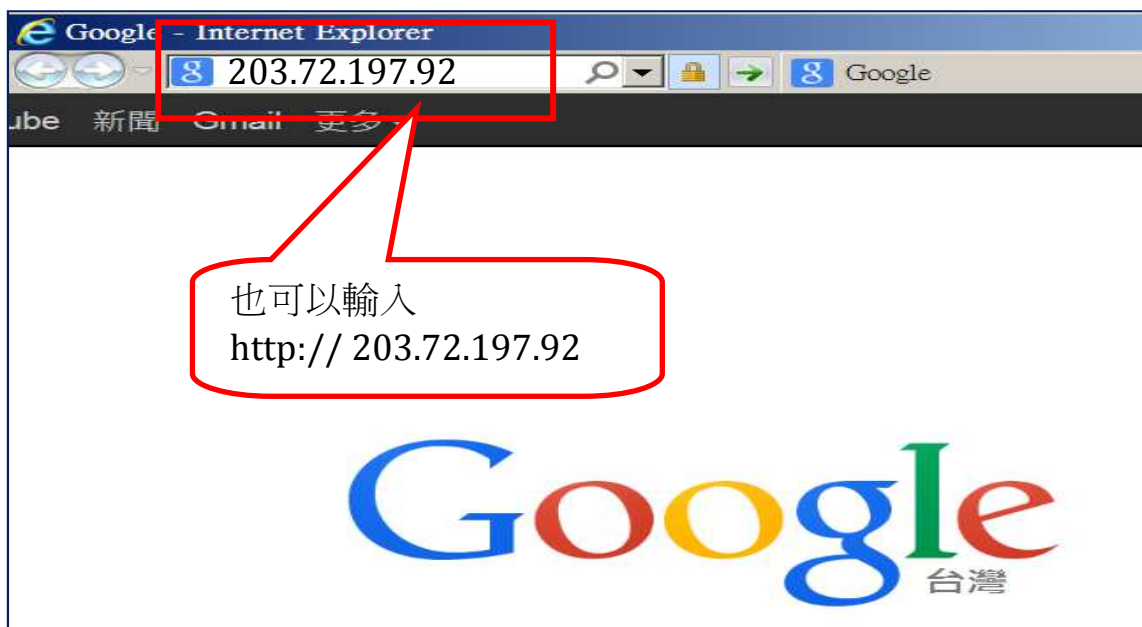 Google - Internet Explorer
203.72.197.92 Google
ube 新聞 Gmail 更多
也可以輸入
http:// 203.72.197.92
Google
台灣